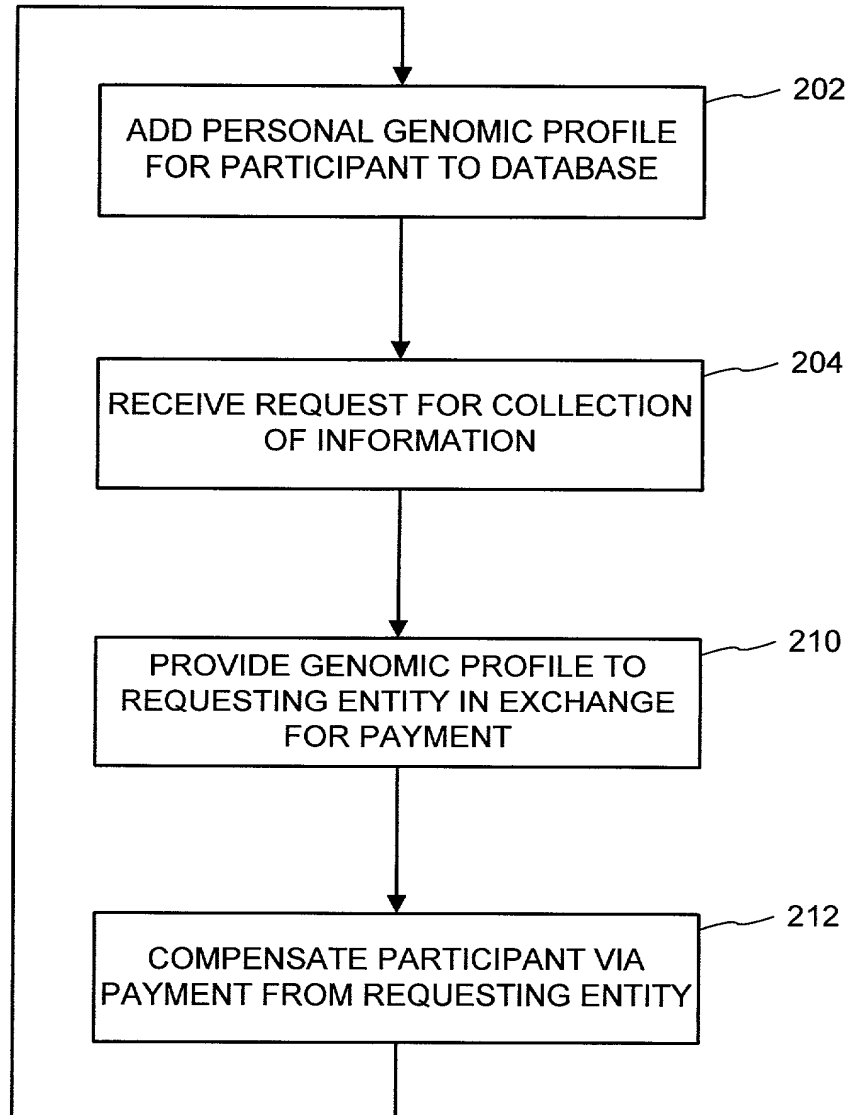 202
ADD PERSONAL GENOMIC PROFILE
FOR PARTICIPANT TO DATABASE
204
RECEIVE REQUEST FOR COLLECTION
OF INFORMATION
210
PROVIDE GENOMIC PROFILE TO
REQUESTING ENTITY IN EXCHANGE
FOR PAYMENT
212
COMPENSATE PARTICIPANT VIA
PAYMENT FROM REQUESTING ENTITY